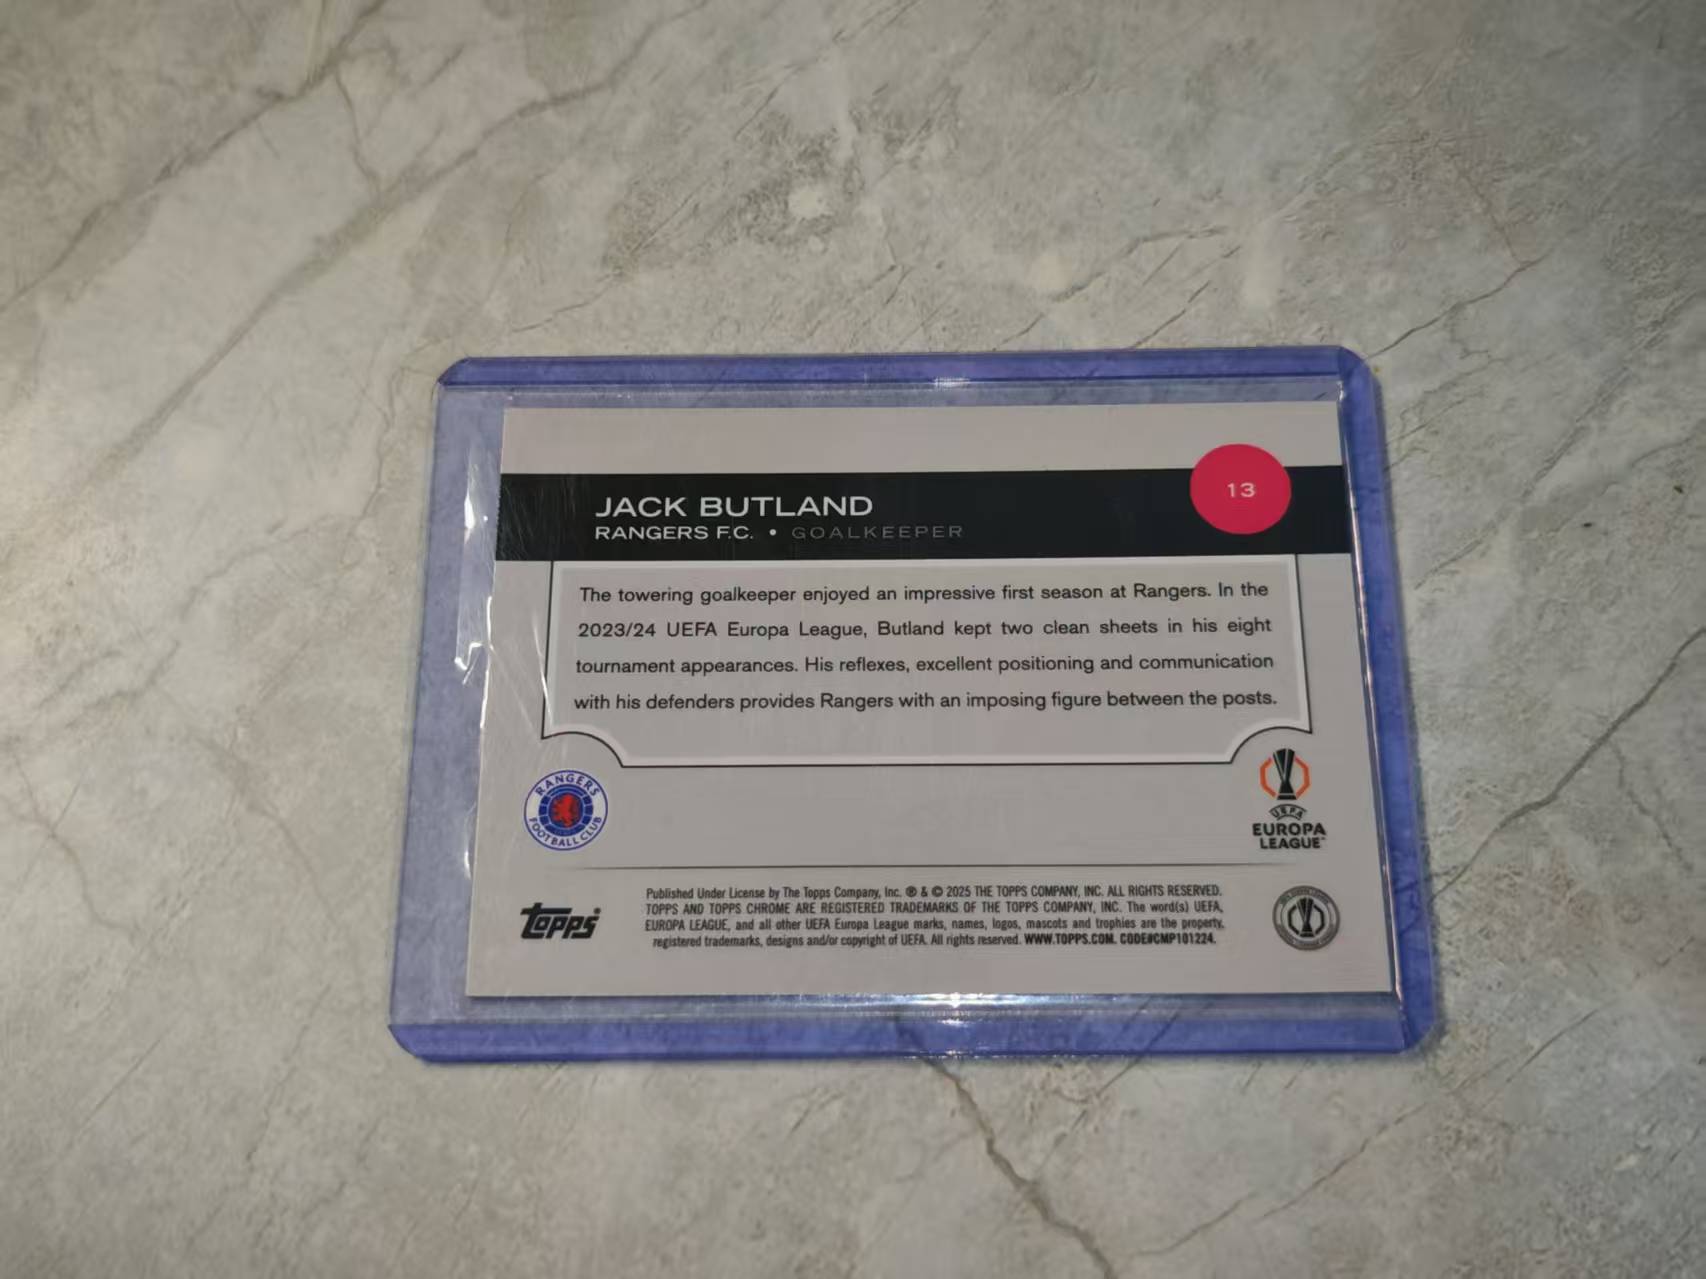 13
JACK BUTLAND
RANGERS F.C. • GOALKEEPER
The towering goalkeeper enjoyed an impressive first season at Rangers. In the
2023/24 UEFA Europa League, Butland kept two clean sheets in his eight
tournament appearances. His reflexes, excellent positioning and communication
with his defenders provides Rangers with an imposing figure between the posts.
RANGERS
FOOTBALL CLUB
UEFA
EUROPA
LEAGUE
topps
Published Under License by The Topps Company, Inc. ® & © 2025 THE TOPPS COMPANY, INC. ALL RIGHTS RESERVED.
TOPPS AND TOPPS CHROME ARE REGISTERED TRADEMARKS OF THE TOPPS COMPANY, INC. The word(s) UEFA,
EUROPA LEAGUE, and all other UEFA Europa League marks, names, logos, mascots and trophies are the property,
registered trademarks, designs and/or copyright of UEFA. All rights reserved. WWW.TOPPS.COM. CODE#CMP101224.